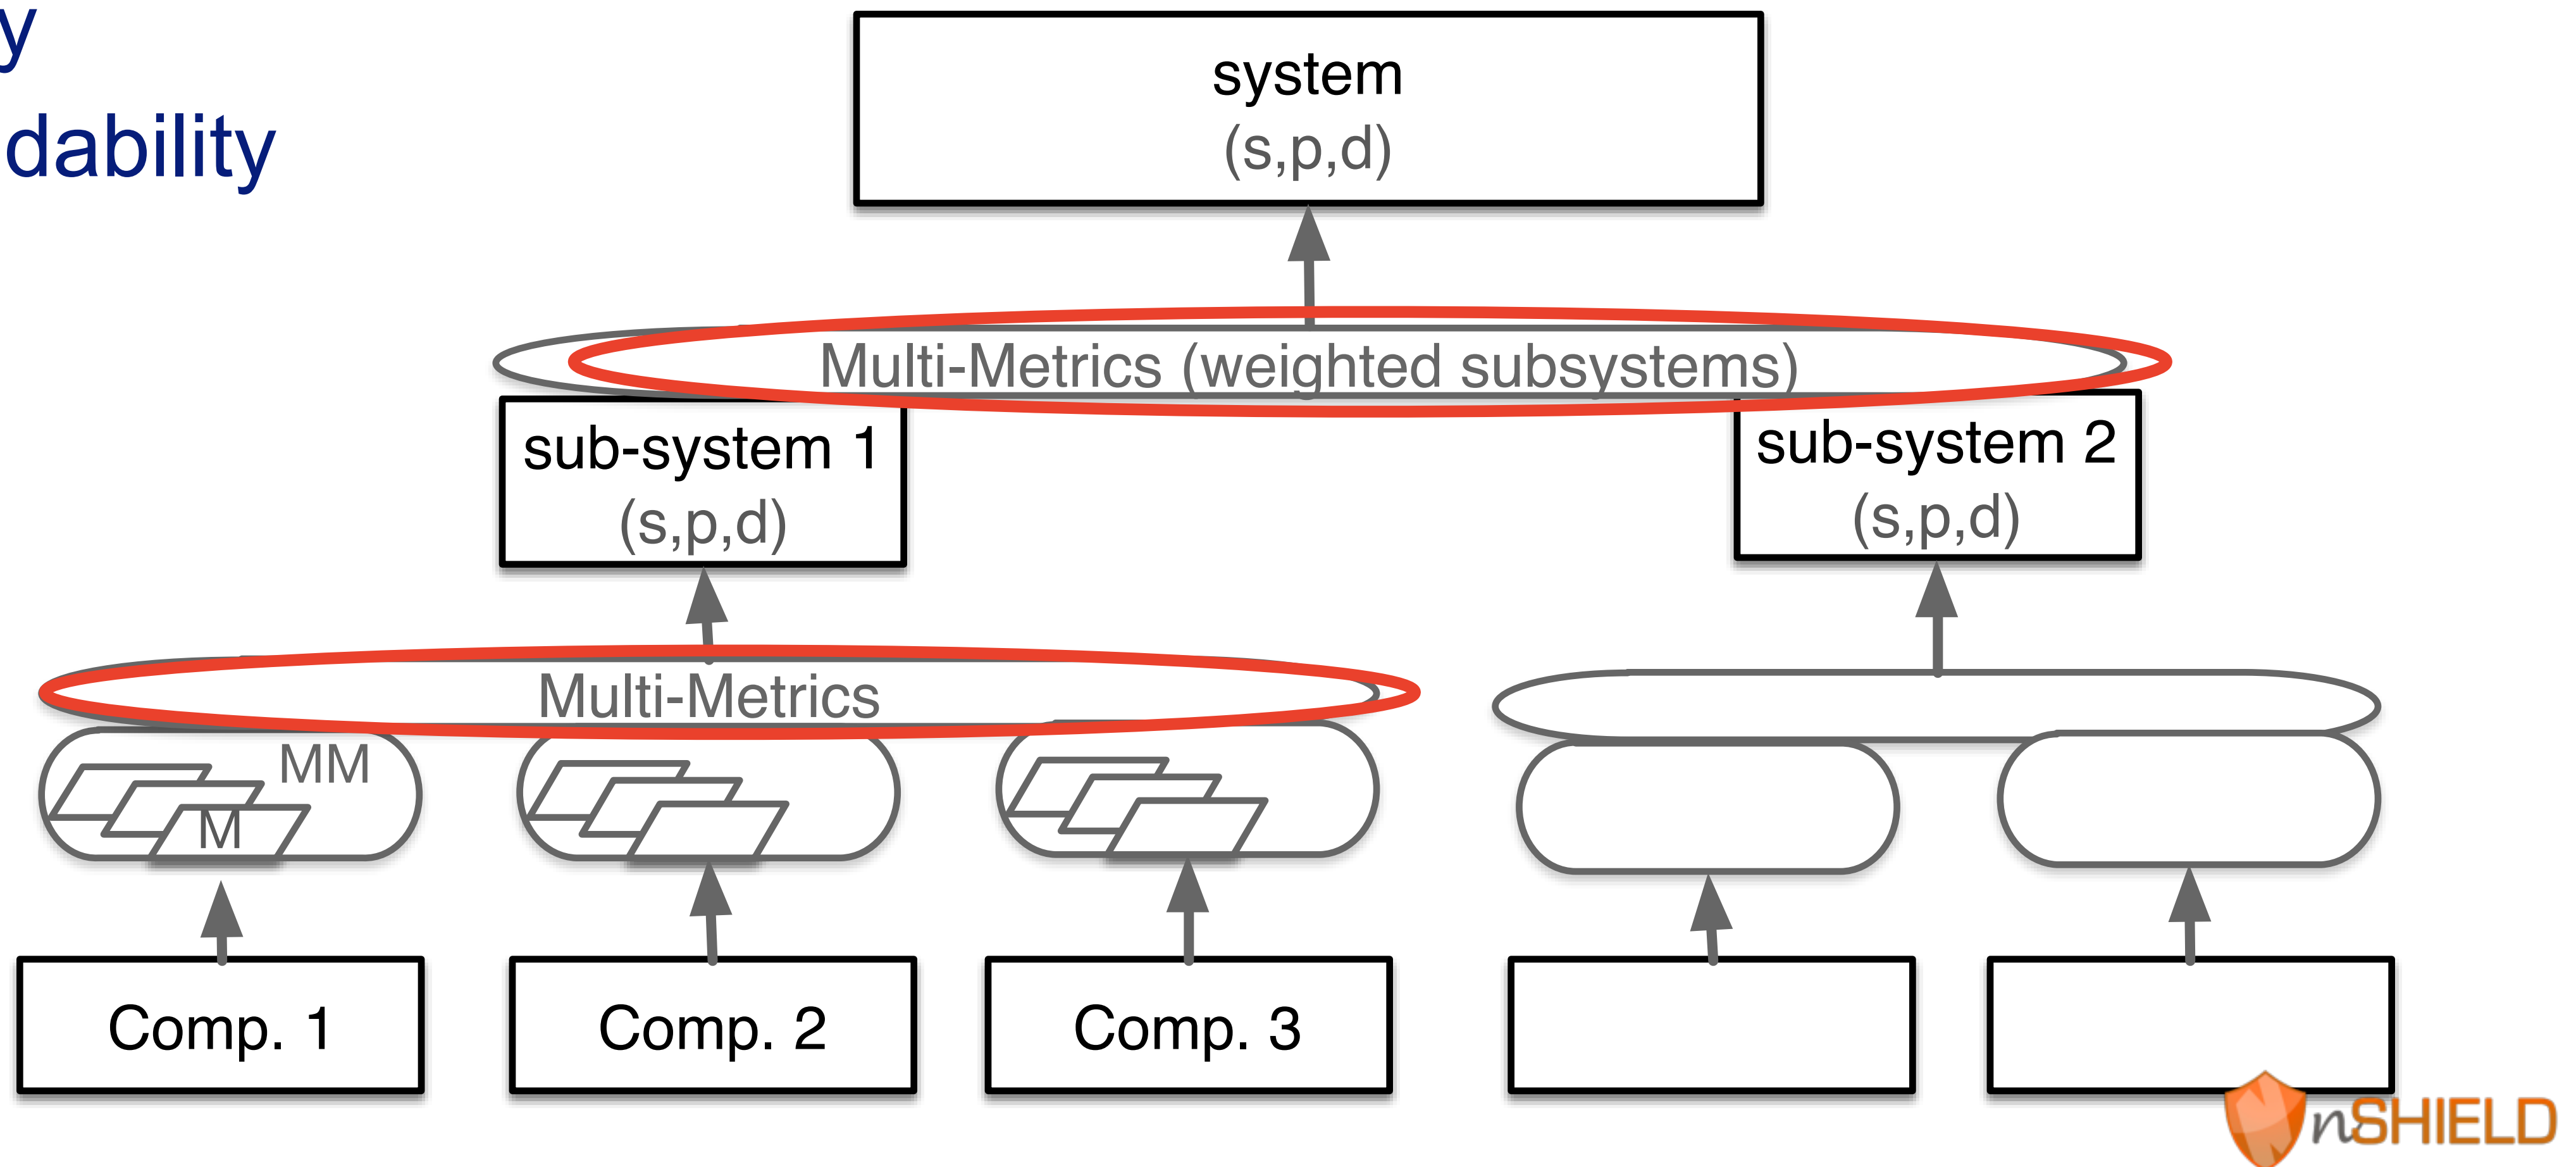 y
dability
system
(s,p,d)
Multi-Metrics (weighted subsystems)
sub-system 1
(s,p,d)
sub-system 2
(s,p,d)
Multi-Metrics
MM
M
Comp. 1
Comp. 2
Comp. 3
nSHIELD